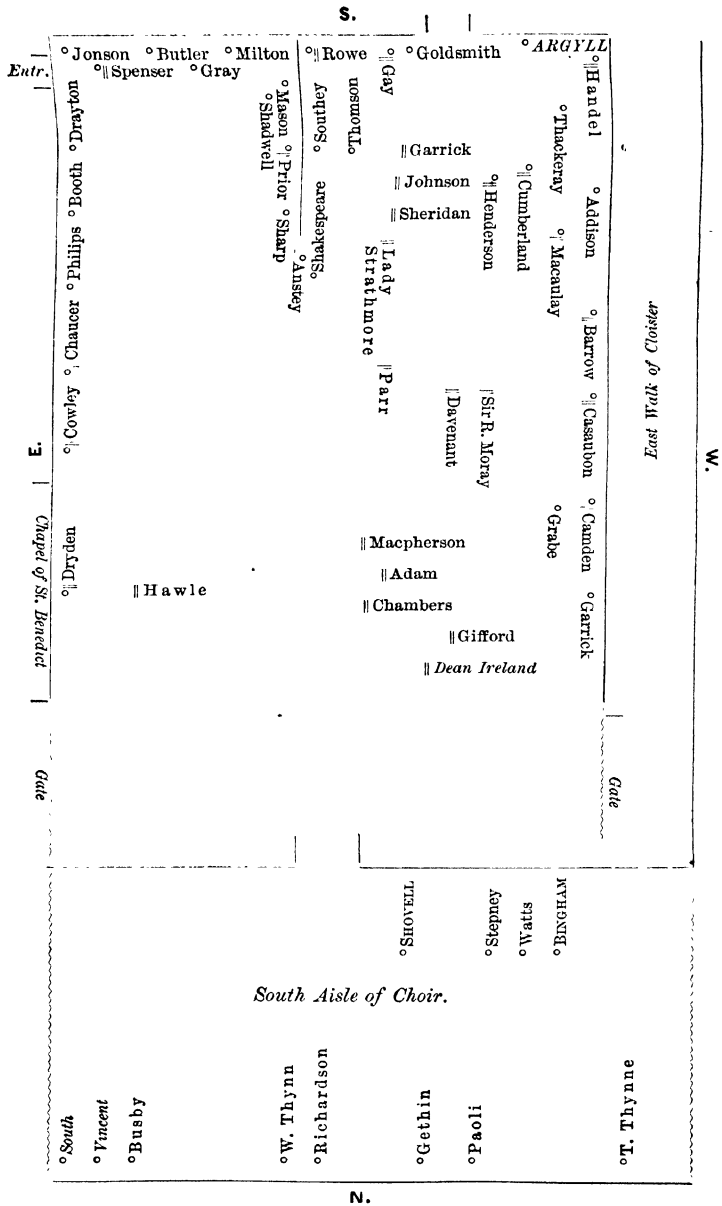 S.
°Jonson °Butler °Milton
°||Rowe
°||Gay
°Goldsmith
°ARGYLL
Entr.
°||Spenser °Gray
°||Handel
°Drayton
°Mason
°Shadwell
°Southey
°Thomson
°Thackeray
||Garrick
°Booth
°||Prior
||Johnson
°||Henderson
°||Cumberland
°Addison
°Philips
°Sharp
°Shakespeare
||Sheridan
°Anstey
||Lady Strathmore
°||Macaulay
East Walk of Cloister
°||Chaucer
°||Barrow
||Parr
E.
°||Cowley
||Davenant
||Sir R. Moray
°||Casaubon
W.
Chapel of St. Benedict
°||Dryden
||Hawle
||Macpherson
||Adam
||Chambers
||Gifford
||Dean Ireland
°Grabe
°||Camden
°Garrick
Gate
Gate
°SHOVELL
°Stepney
°Watts
°BINGHAM
South Aisle of Choir.
°South
°Vincent
°Busby
°W. Thynn
°Richardson
°Gethin
°Paoli
°T. Thynne
N.